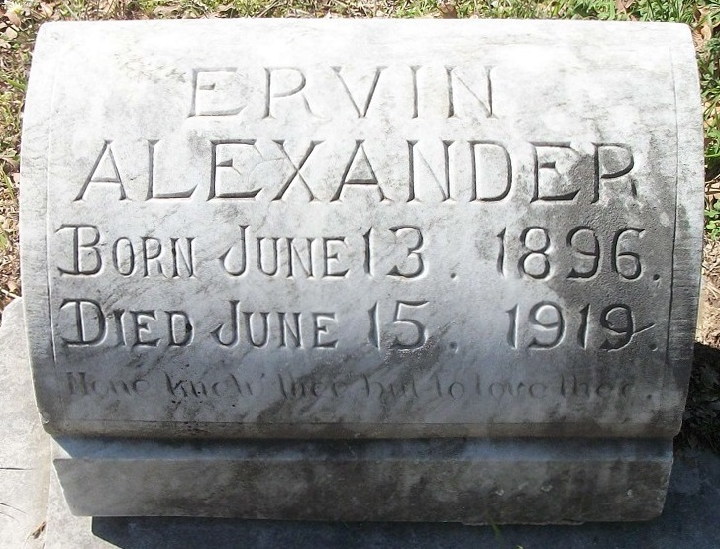 ERVIN
ALEXANDER
BORN JUNE 13. 1896.
DIED JUNE 15. 1919.
None knew thee but to love thee.